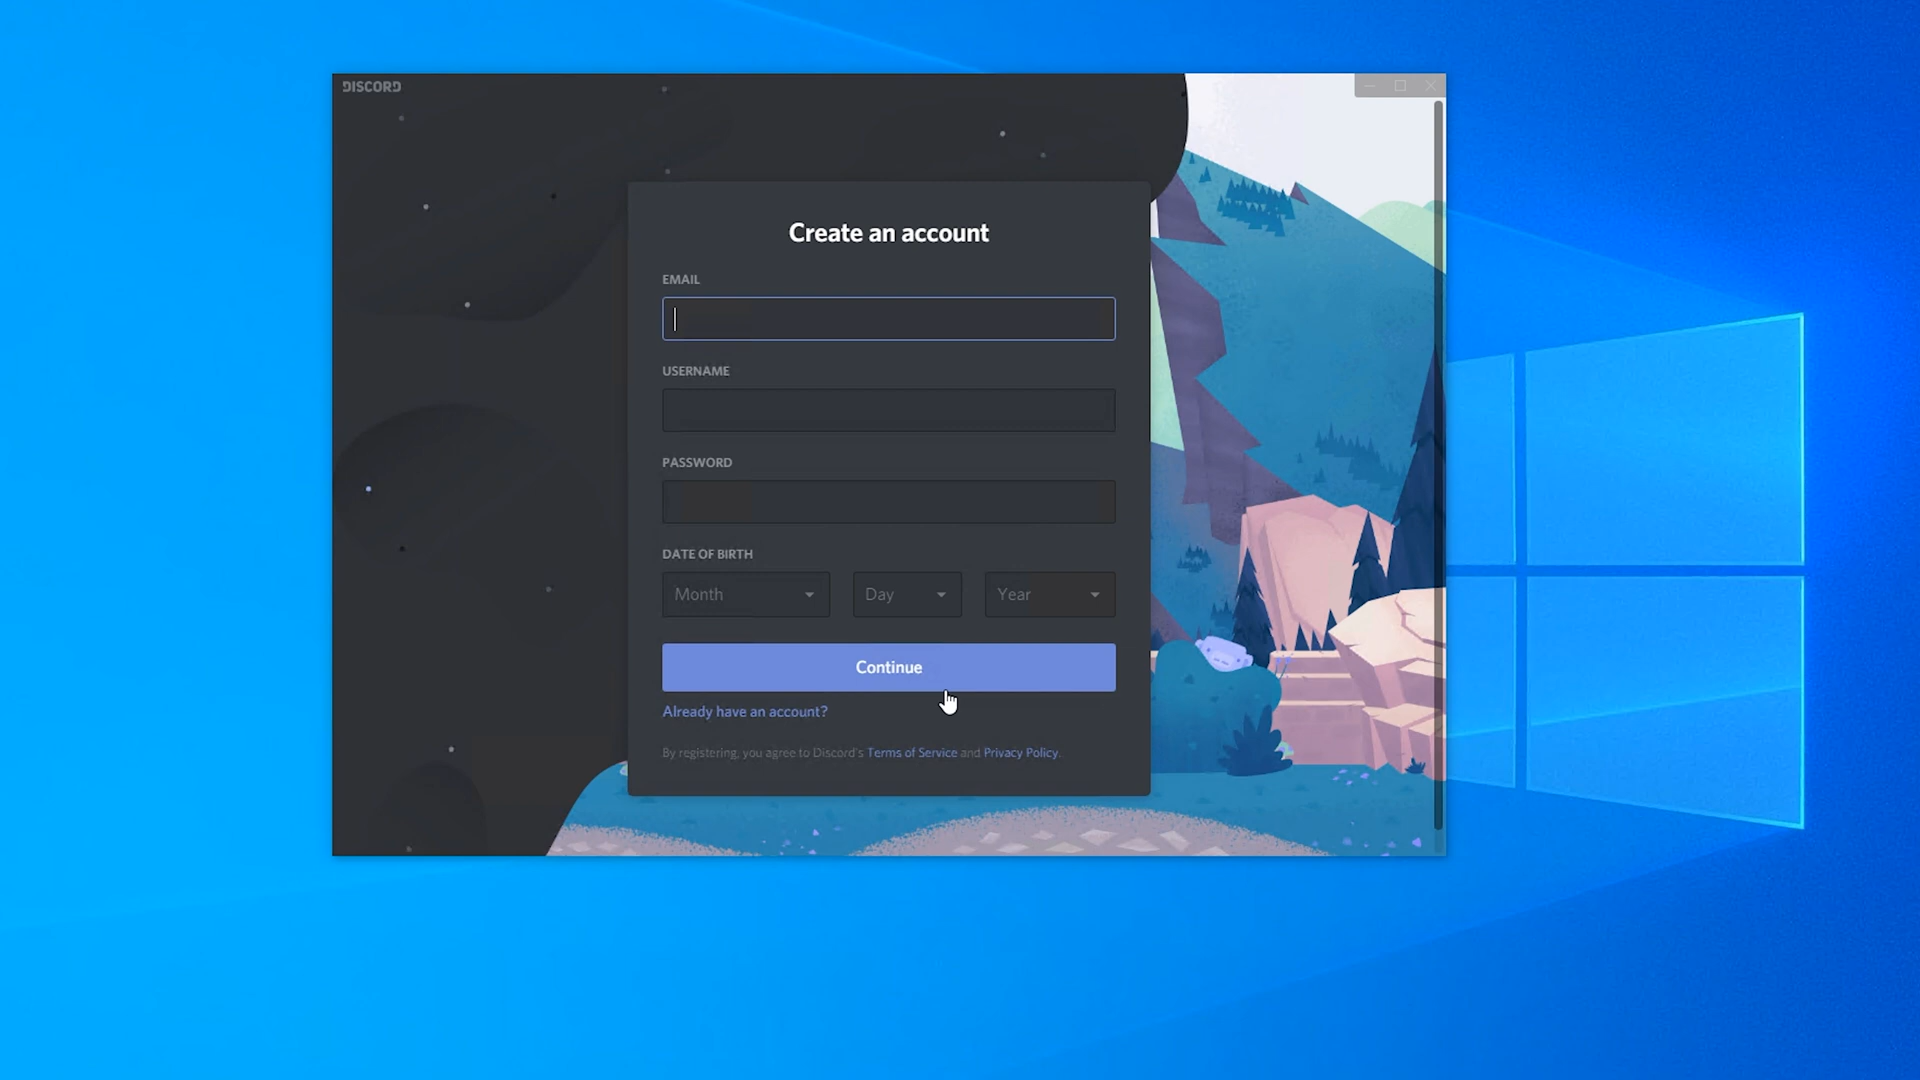 DISCORD
Create an account
EMAIL
USERNAME
PASSWORD
DATE OF BIRTH
Month Day Year
Continue
Already have an account?
By registering, you agree to Discord's Terms of Service and Privacy Policy.